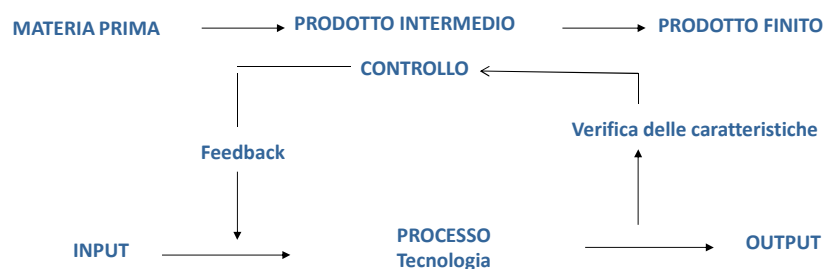 MATERIA PRIMA
PRODOTTO INTERMEDIO
PRODOTTO FINITO
CONTROLLO
Verifica delle caratteristiche
Feedback
INPUT
PROCESSO
Tecnologia
OUTPUT